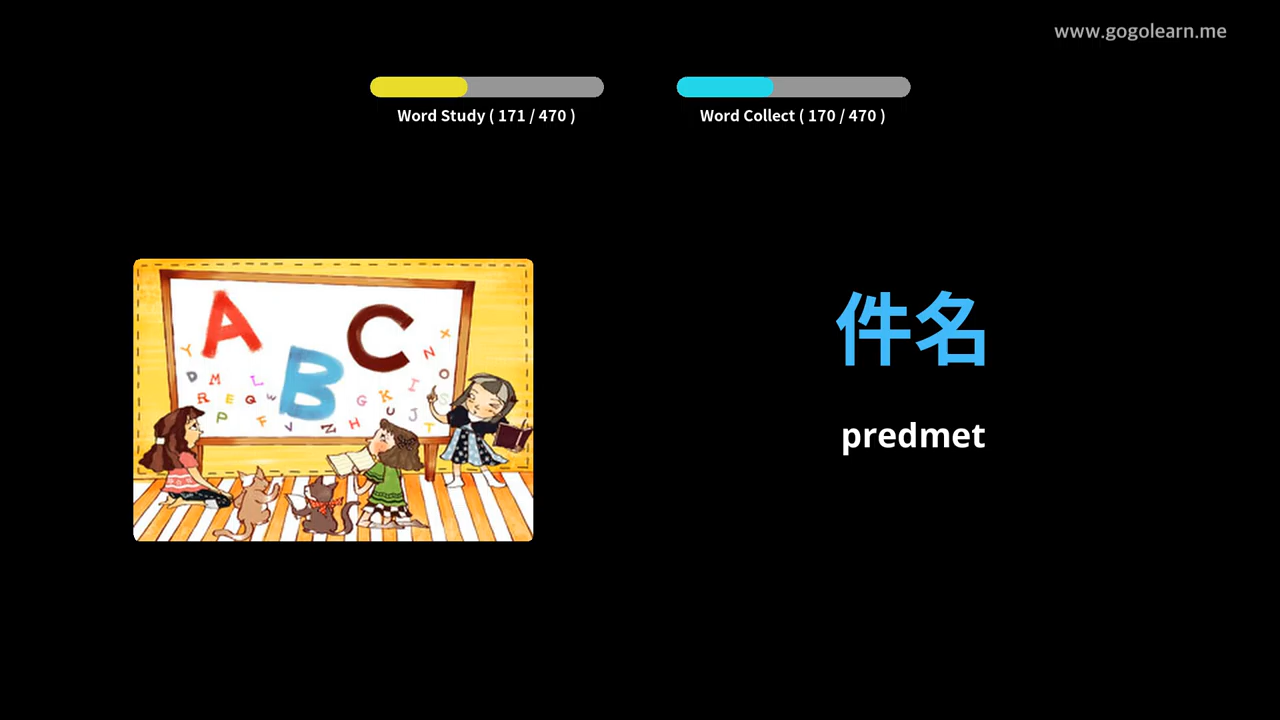 www.gogolearn.me
Word Study ( 171 / 470 )
Word Collect ( 170 / 470 )
A
B
C
Y
X
N
D
M
L
O
I
R
E
Q
W
G
K
S
P
F
V
Z
H
U
J
T
件名
predmet